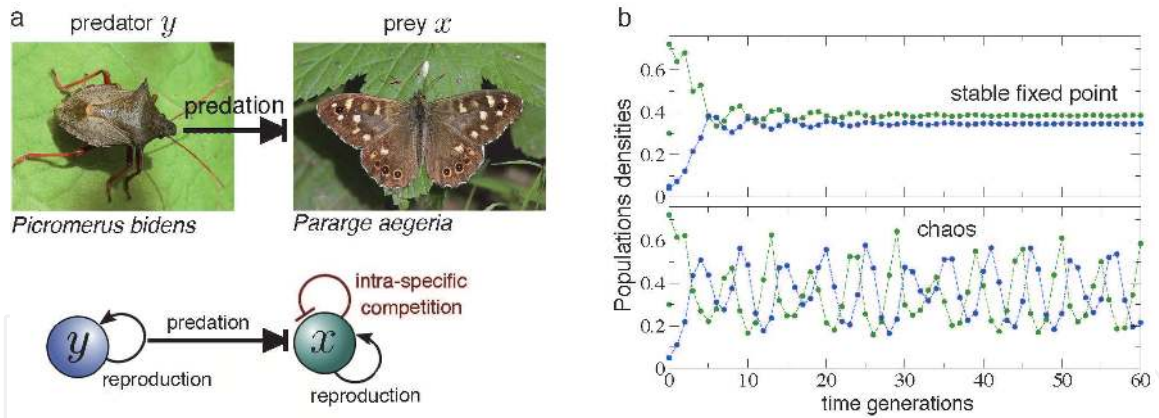 a
predator y
prey x
predation
Picromerus bidens
Pararge aegeria
intra-specific
competition
y
predation
x
reproduction
reproduction
b
0.6
0.4
0.2
0
stable fixed point
Populations densities
chaos
0.6
0.4
0.2
0
0
10
20
30
40
50
60
time generations